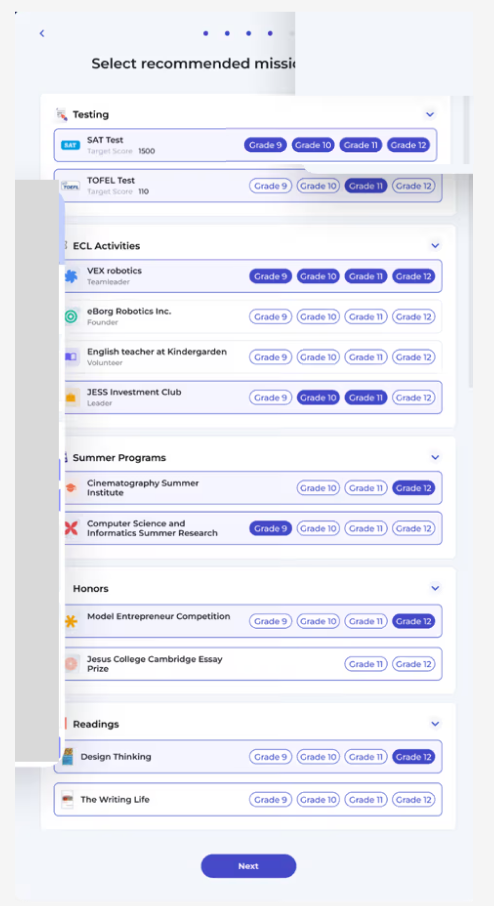 Select recommended missi
Testing
SAT
SAT Test
Target Score 1500
Grade 9 Grade 10 Grade 11 Grade 12
TOEFL
TOFEL Test
Target Score 110
Grade 9 Grade 10 Grade 11 Grade 12
ECL Activities
VEX robotics
Teamleader
Grade 9 Grade 10 Grade 11 Grade 12
eBorg Robotics Inc.
Founder
Grade 9 Grade 10 Grade 11 Grade 12
English teacher at Kindergarden
Volunteer
Grade 9 Grade 10 Grade 11 Grade 12
JESS Investment Club
Leader
Grade 9 Grade 10 Grade 11 Grade 12
Summer Programs
Cinematography Summer
Institute
Grade 10 Grade 11 Grade 12
Computer Science and
Informatics Summer Research
Grade 9 Grade 10 Grade 11 Grade 12
Honors
Model Entrepreneur Competition
Grade 9 Grade 10 Grade 11 Grade 12
Jesus College Cambridge Essay
Prize
Grade 11 Grade 12
Readings
Design Thinking
Grade 9 Grade 10 Grade 11 Grade 12
The Writing Life
Grade 9 Grade 10 Grade 11 Grade 12
Next